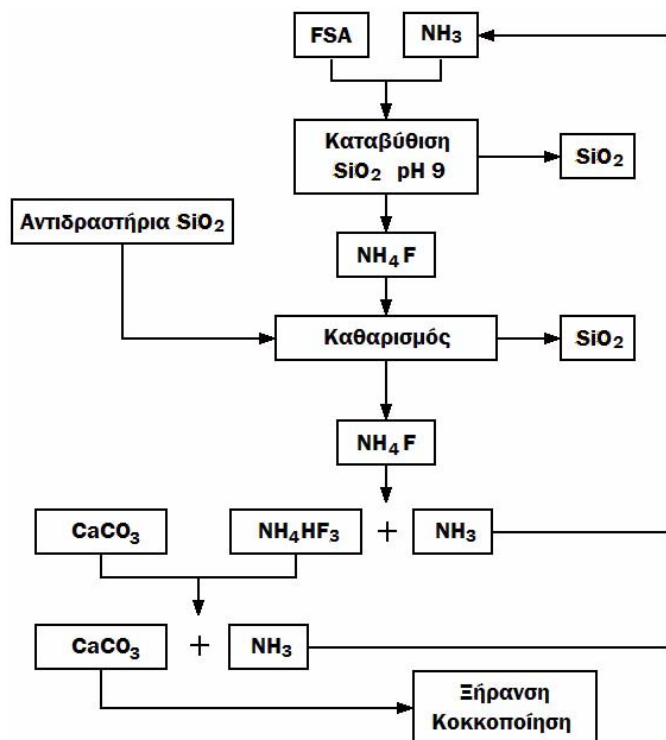 FSA
NH3
Καταβύθιση
SiO2 pH 9
SiO2
Αντιδραστήρια SiO2
NH4F
Καθαρισμός
SiO2
NH4F
CaCO3
NH4HF3
+
NH3
CaCO3
+
NH3
Ξήρανση
Κοκκοποίηση